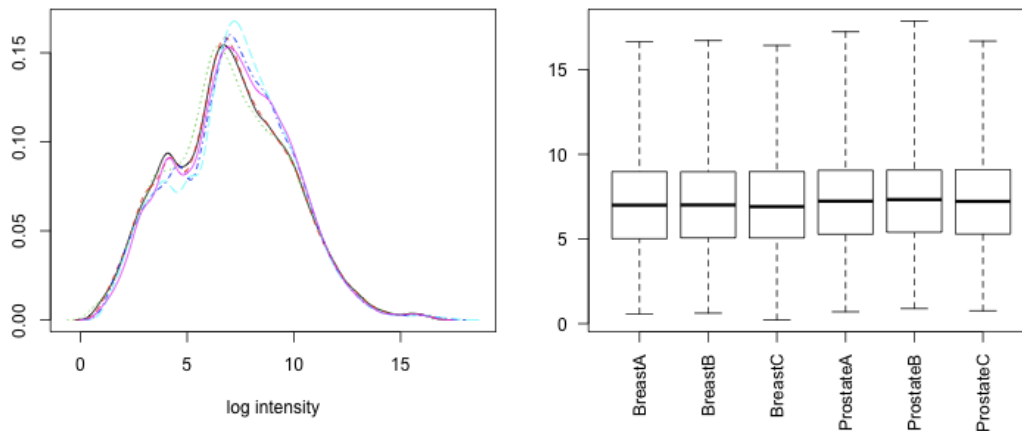 0.15
0.10
0.05
0.00
0
5
10
15
log intensity
15
10
5
0
BreastA
BreastB
BreastC
ProstateA
ProstateB
ProstateC